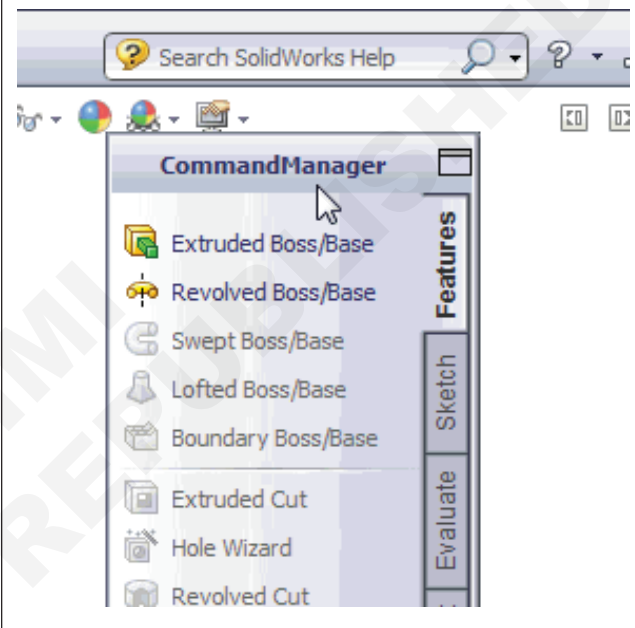 Search SolidWorks Help
CommandManager
Extruded Boss/Base
Revolved Boss/Base
Swept Boss/Base
Lofted Boss/Base
Boundary Boss/Base
Extruded Cut
Hole Wizard
Revolved Cut
Features
Sketch
Evaluate
REPUBLISHED